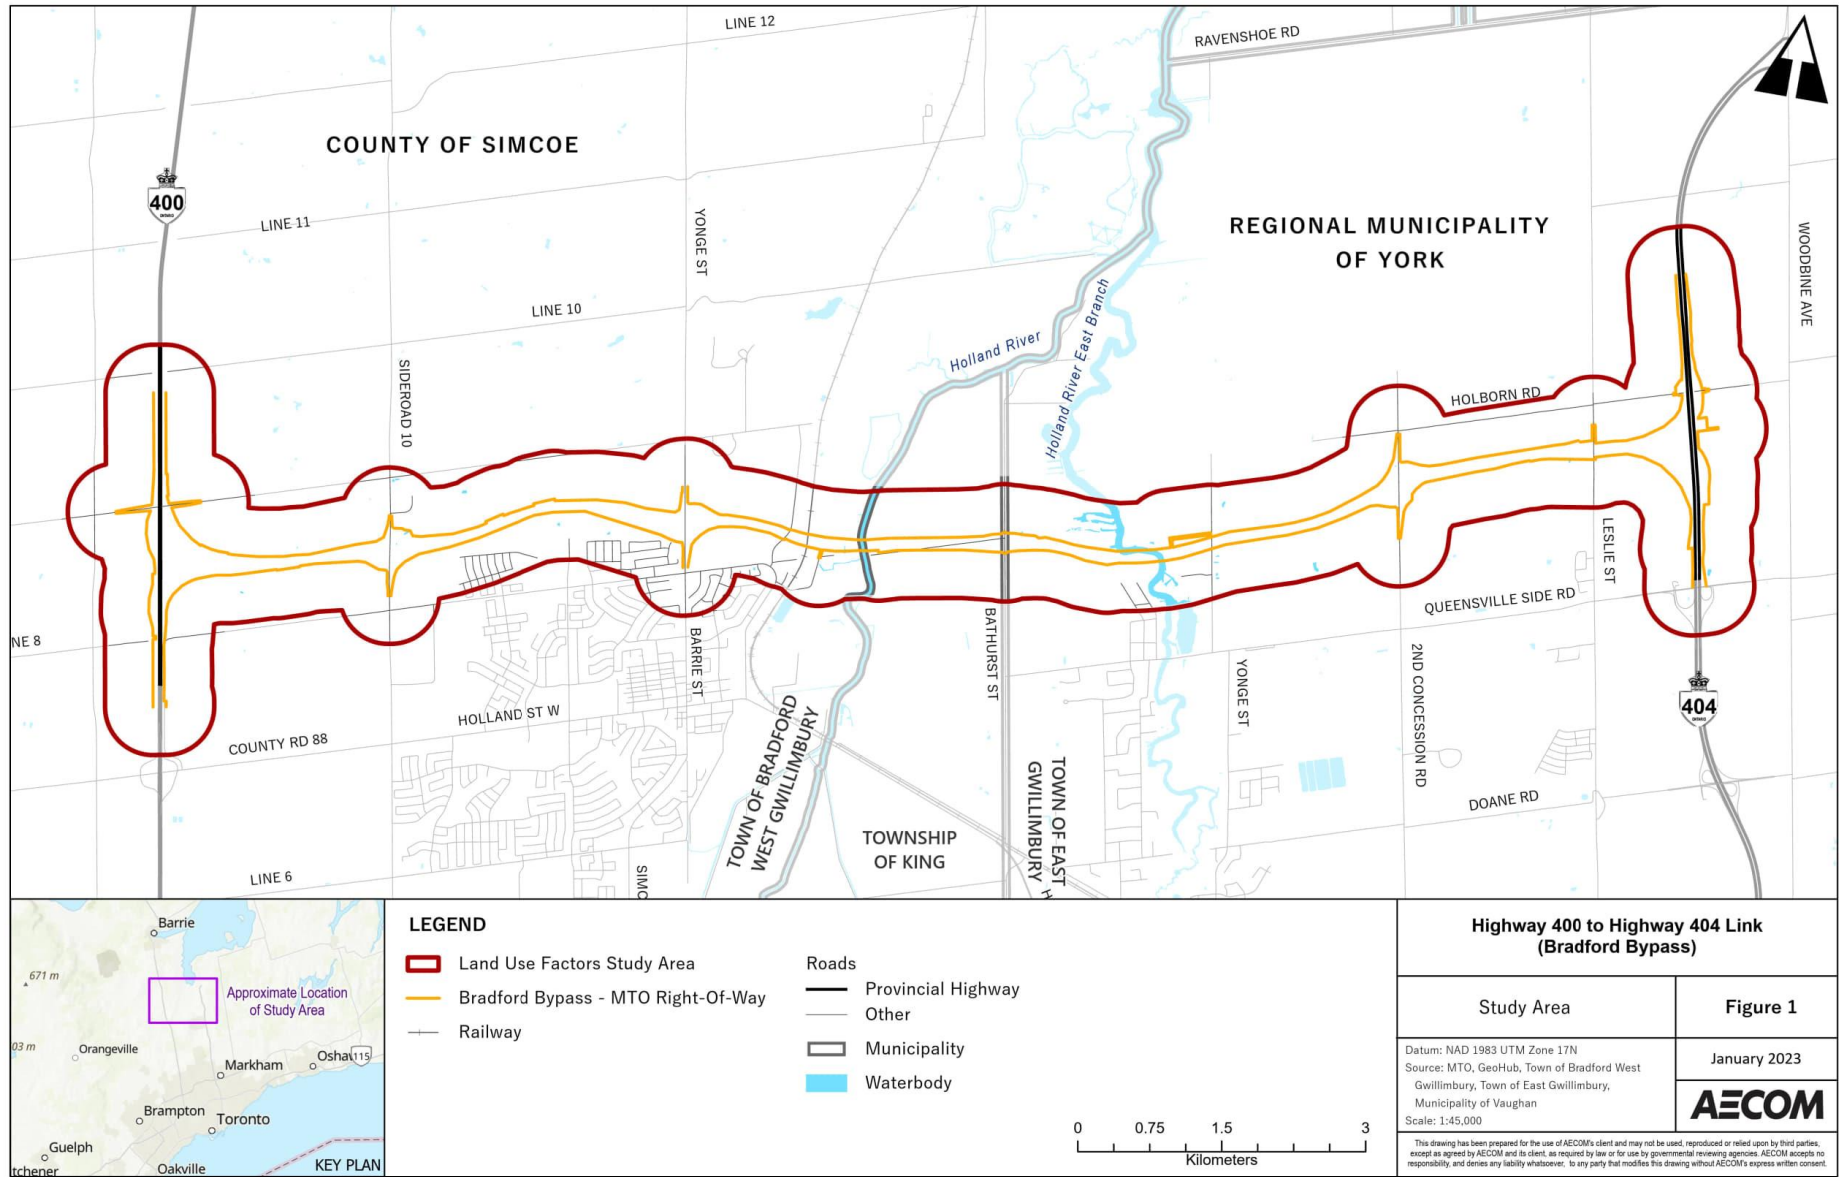 LINE 12
RAVENSHOE RD
COUNTY OF SIMCOE
400
ONTARIO
LINE 11
YONGE ST
REGIONAL MUNICIPALITY
OF YORK
WOODBINE AVE
LINE 10
Holland River
Holland River East Branch
SIDEROAD 10
HOLBORN RD
LESLIE ST
QUEENSVILLE SIDE RD
NE 8
BARRIE ST
BATHURST ST
YONGE ST
2ND CONCESSION RD
404
ONTARIO
HOLLAND ST W
COUNTY RD 88
TOWN OF BRADFORD
WEST GWILLIMBURY
TOWN OF EAST
GWILLIMBURY
DOANE RD
TOWNSHIP
OF KING
LINE 6
SIMC
H
Barrie
671 m
Approximate Location
of Study Area
03 m
Orangeville
Markham
Osha
115
Brampton
Toronto
Guelph
tchener
Oakville
KEY PLAN
LEGEND
Land Use Factors Study Area
Bradford Bypass - MTO Right-Of-Way
Railway
Roads
Provincial Highway
Other
Municipality
Waterbody
0 0.75 1.5 3
Kilometers
Highway 400 to Highway 404 Link
(Bradford Bypass)
Study Area
Figure 1
Datum: NAD 1983 UTM Zone 17N
Source: MTO, GeoHub, Town of Bradford West
Gwillimbury, Town of East Gwillimbury,
Municipality of Vaughan
Scale: 1:45,000
January 2023
AECOM
This drawing has been prepared for the use of AECOM's client and may not be used, reproduced or relied upon by third parties,
except as agreed by AECOM and its client, as required by law or for use by governmental reviewing agencies. AECOM accepts no
responsibility, and denies any liability whatsoever, to any party that modifies this drawing without AECOM's express written consent.